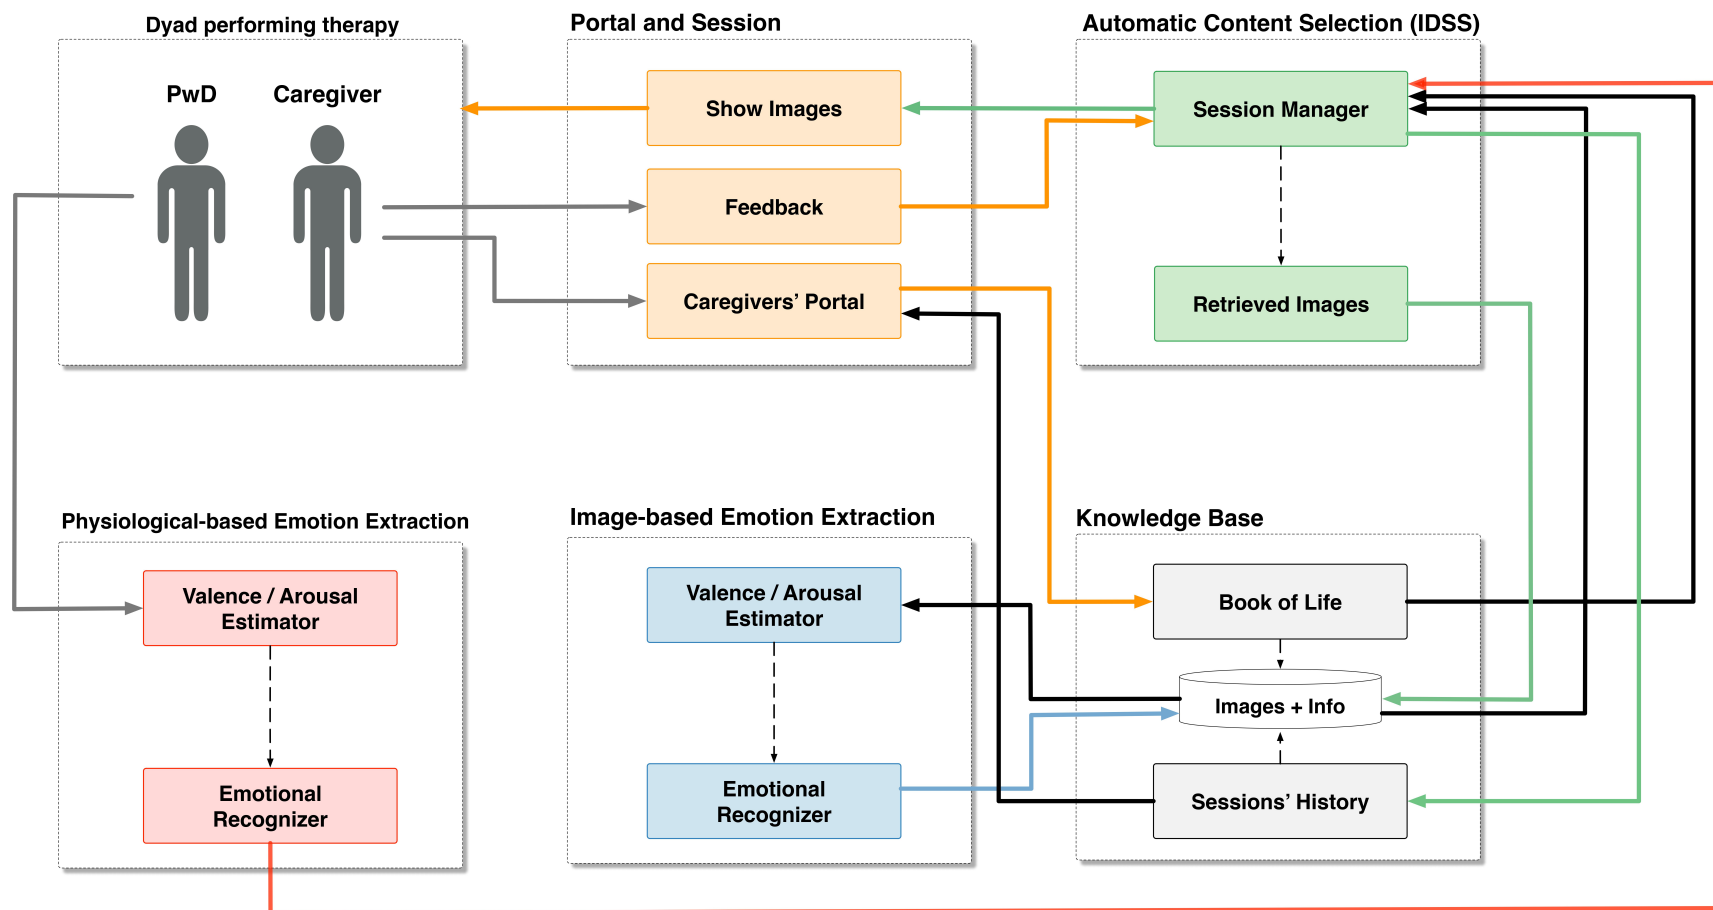 Dyad performing therapy
PwD
Caregiver
Portal and Session
Show Images
Feedback
Caregivers’ Portal
Automatic Content Selection (IDSS)
Session Manager
Retrieved Images
Physiological-based Emotion Extraction
Valence / Arousal
Estimator
Emotional
Recognizer
Image-based Emotion Extraction
Valence / Arousal
Estimator
Emotional
Recognizer
Knowledge Base
Book of Life
Images + Info
Sessions’ History